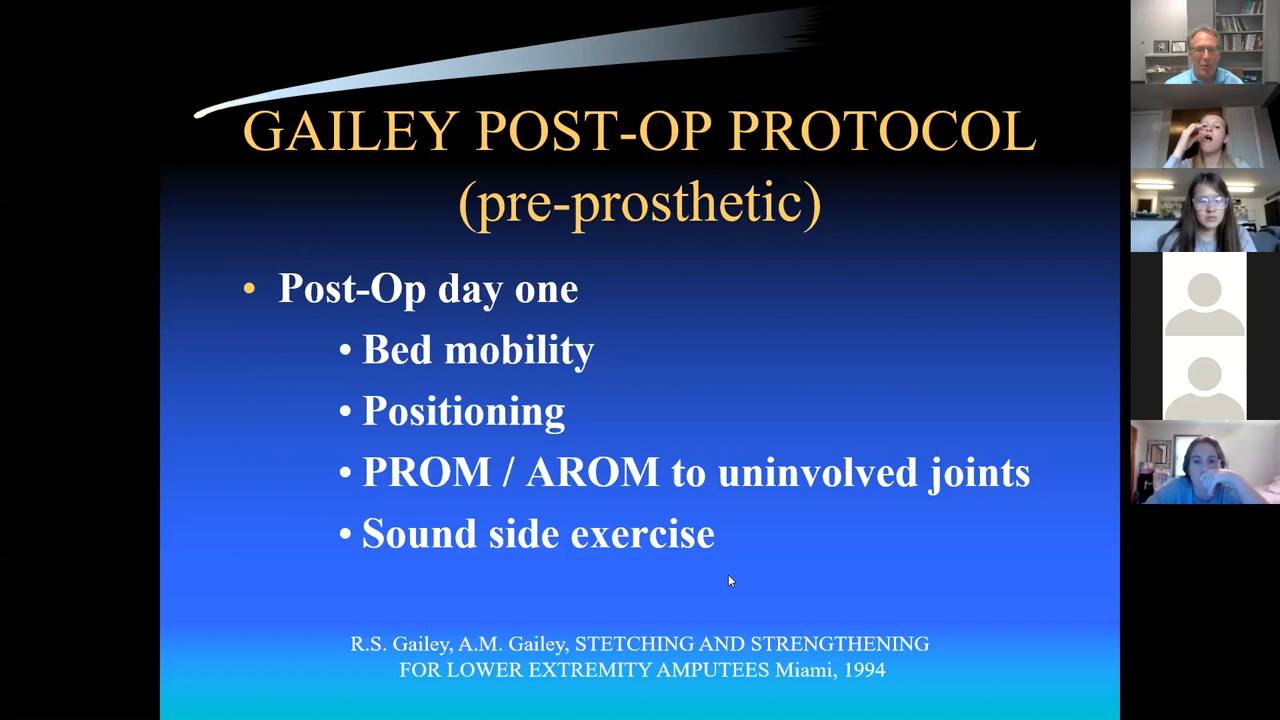 GAILEY POST-OP PROTOCOL
(pre-prosthetic)
• Post-Op day one
• Bed mobility
• Positioning
• PROM / AROM to uninvolved joints
• Sound side exercise
R.S. Gailey, A.M. Gailey, STETCHING AND STRENGTHENING
FOR LOWER EXTREMITY AMPUTEES Miami, 1994